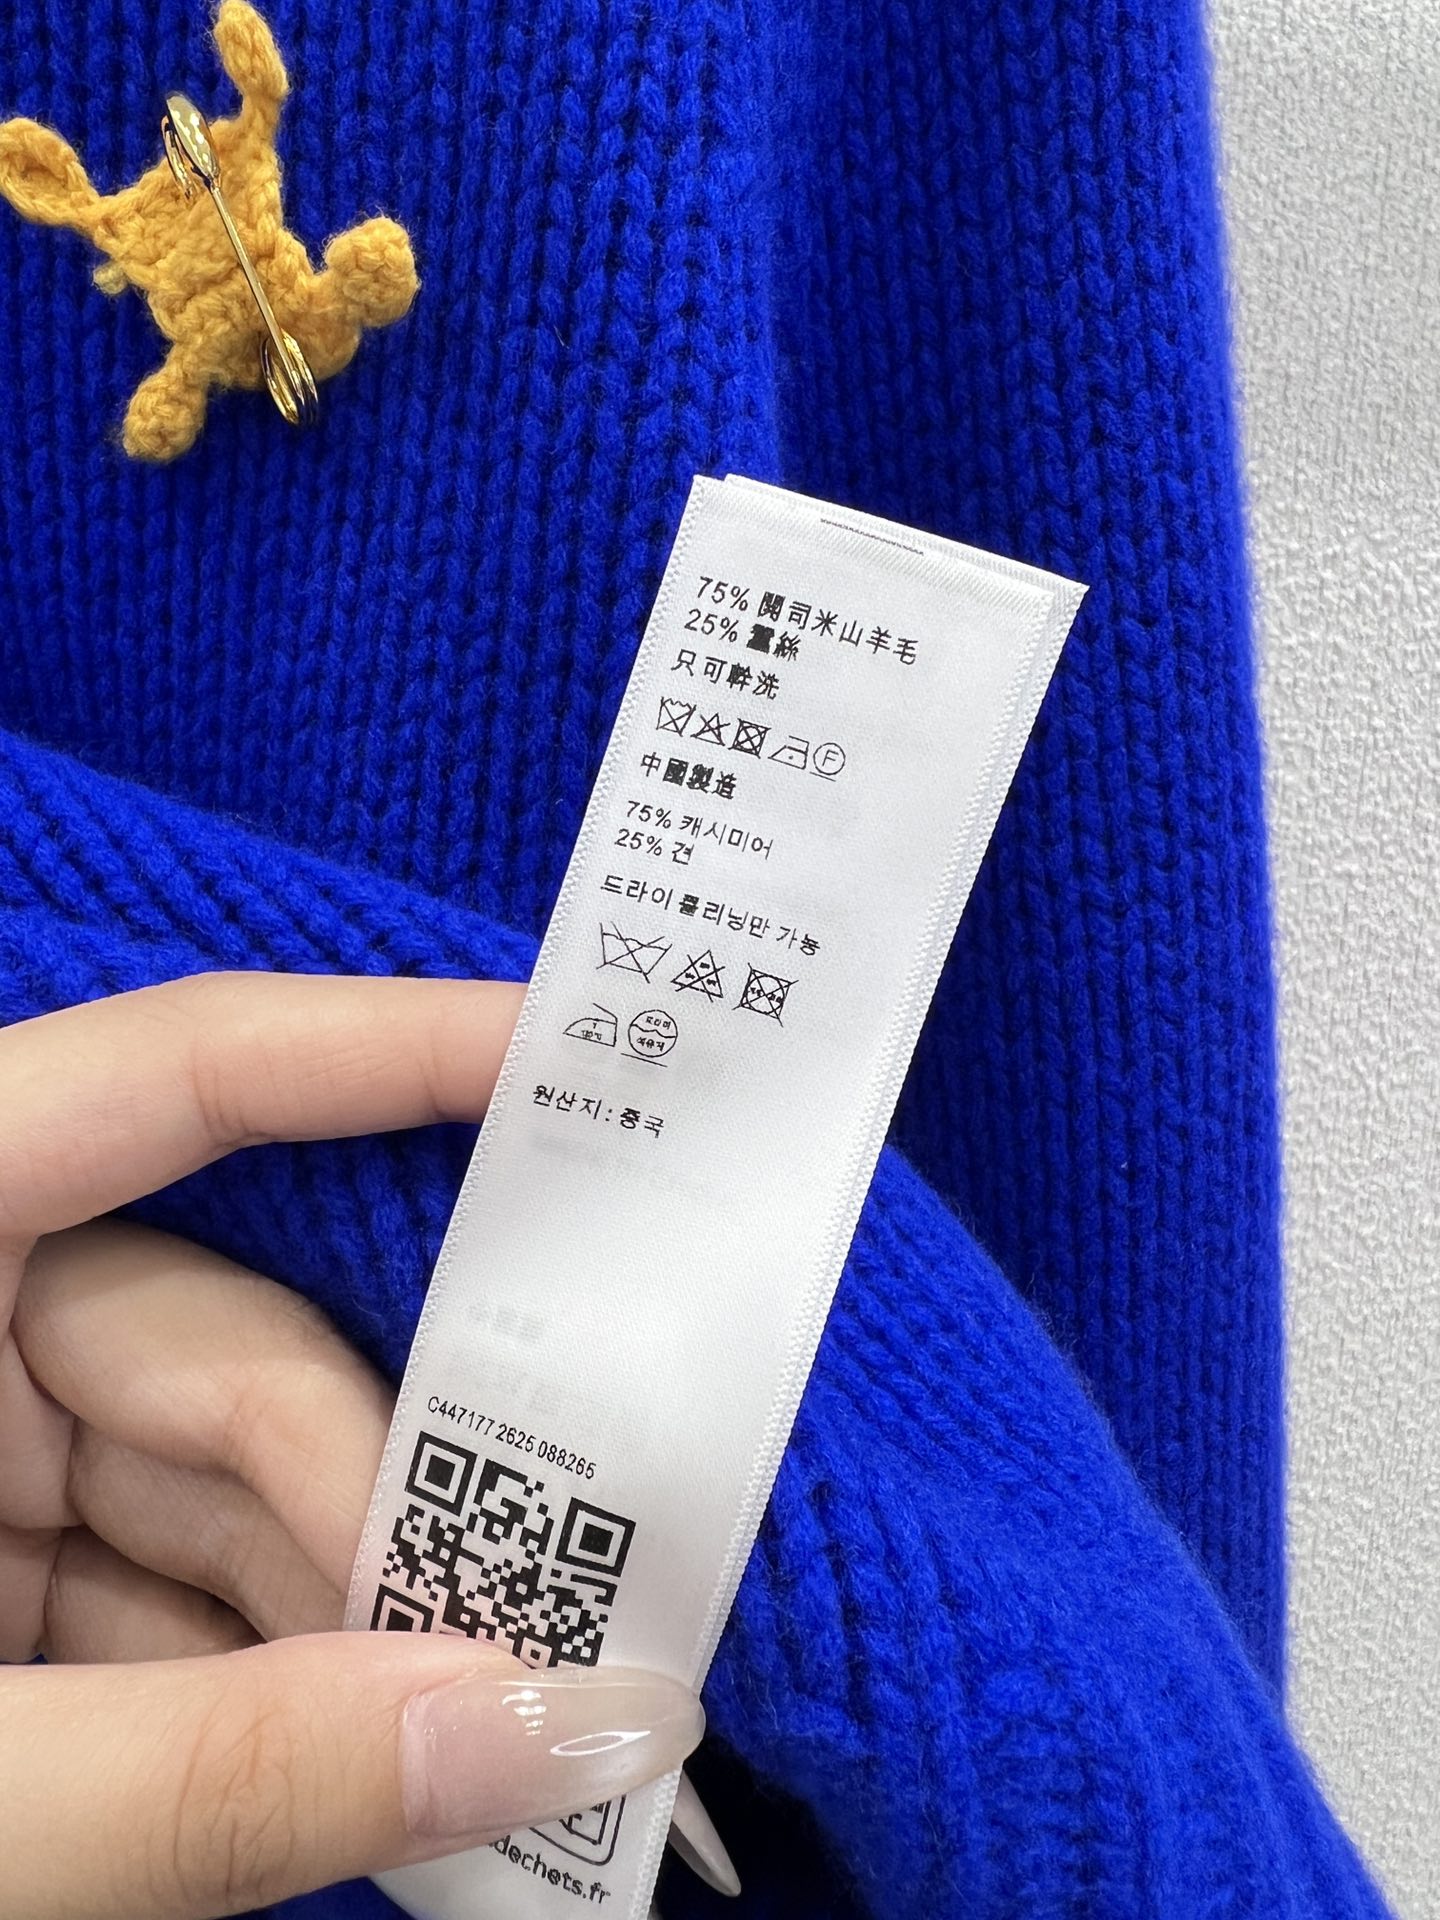 75% 開司米山羊毛
25% 蠶絲
只可幹洗
F
中國製造
75% 캐시미어
25% 견
드라이 클리닝만 가능
원산지 : 중국
C447177 2625 088265
dechets.fr